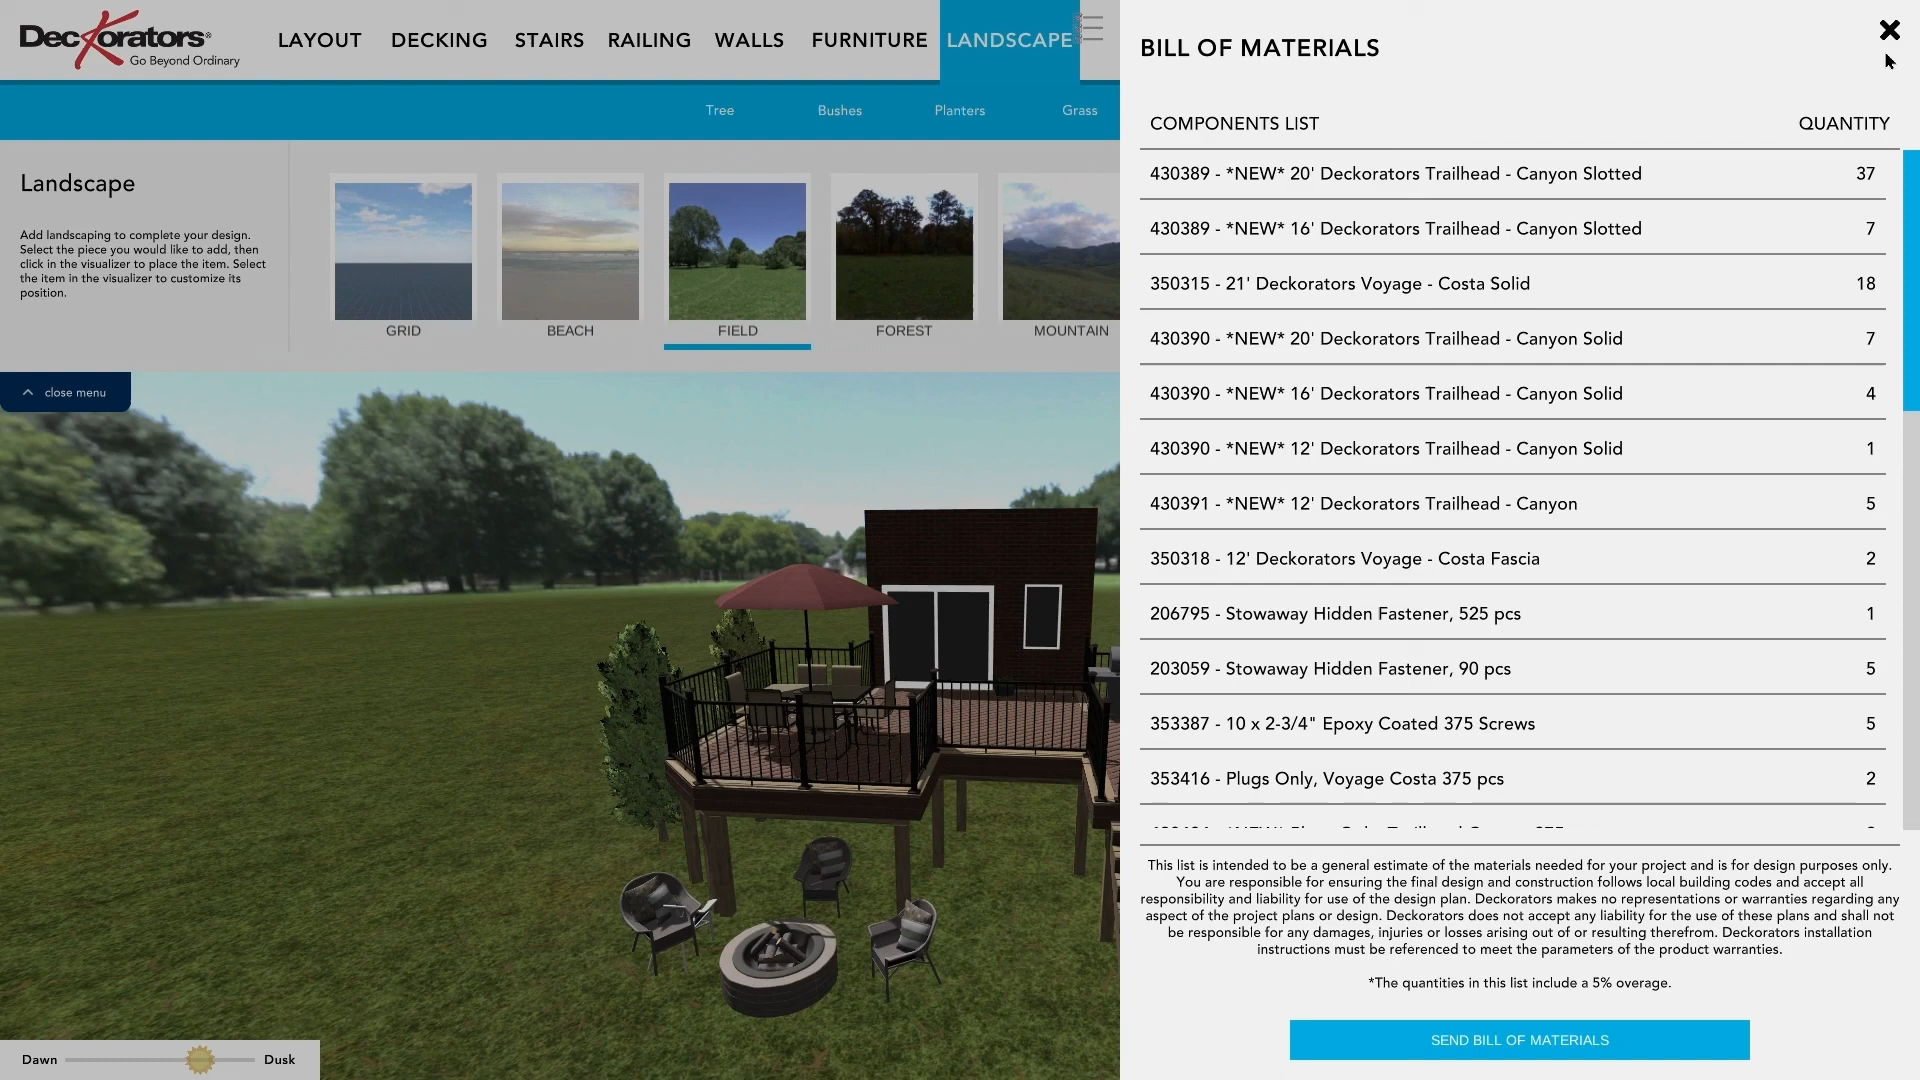 Deckorators®
Go Beyond Ordinary
LAYOUT DECKING STAIRS RAILING WALLS FURNITURE LANDSCAPE
Tree Bushes Planters Grass
Landscape
Add landscaping to complete your design.
Select the piece you would like to add, then
click in the visualizer to place the item. Select
the item in the visualizer to customize its
position.
GRID BEACH FIELD FOREST MOUNTAIN
close menu
Dawn Dusk
BILL OF MATERIALS
COMPONENTS LIST QUANTITY
430389 - *NEW* 20' Deckorators Trailhead - Canyon Slotted 37
430389 - *NEW* 16' Deckorators Trailhead - Canyon Slotted 7
350315 - 21' Deckorators Voyage - Costa Solid 18
430390 - *NEW* 20' Deckorators Trailhead - Canyon Solid 7
430390 - *NEW* 16' Deckorators Trailhead - Canyon Solid 4
430390 - *NEW* 12' Deckorators Trailhead - Canyon Solid 1
430391 - *NEW* 12' Deckorators Trailhead - Canyon 5
350318 - 12' Deckorators Voyage - Costa Fascia 2
206795 - Stowaway Hidden Fastener, 525 pcs 1
203059 - Stowaway Hidden Fastener, 90 pcs 5
353387 - 10 x 2-3/4" Epoxy Coated 375 Screws 5
353416 - Plugs Only, Voyage Costa 375 pcs 2
This list is intended to be a general estimate of the materials needed for your project and is for design purposes only.
You are responsible for ensuring the final design and construction follows local building codes and accept all
responsibility and liability for use of the design plan. Deckorators makes no representations or warranties regarding any
aspect of the project plans or design. Deckorators does not accept any liability for the use of these plans and shall not
be responsible for any damages, injuries or losses arising out of or resulting therefrom. Deckorators installation
instructions must be referenced to meet the parameters of the product warranties.
*The quantities in this list include a 5% overage.
SEND BILL OF MATERIALS